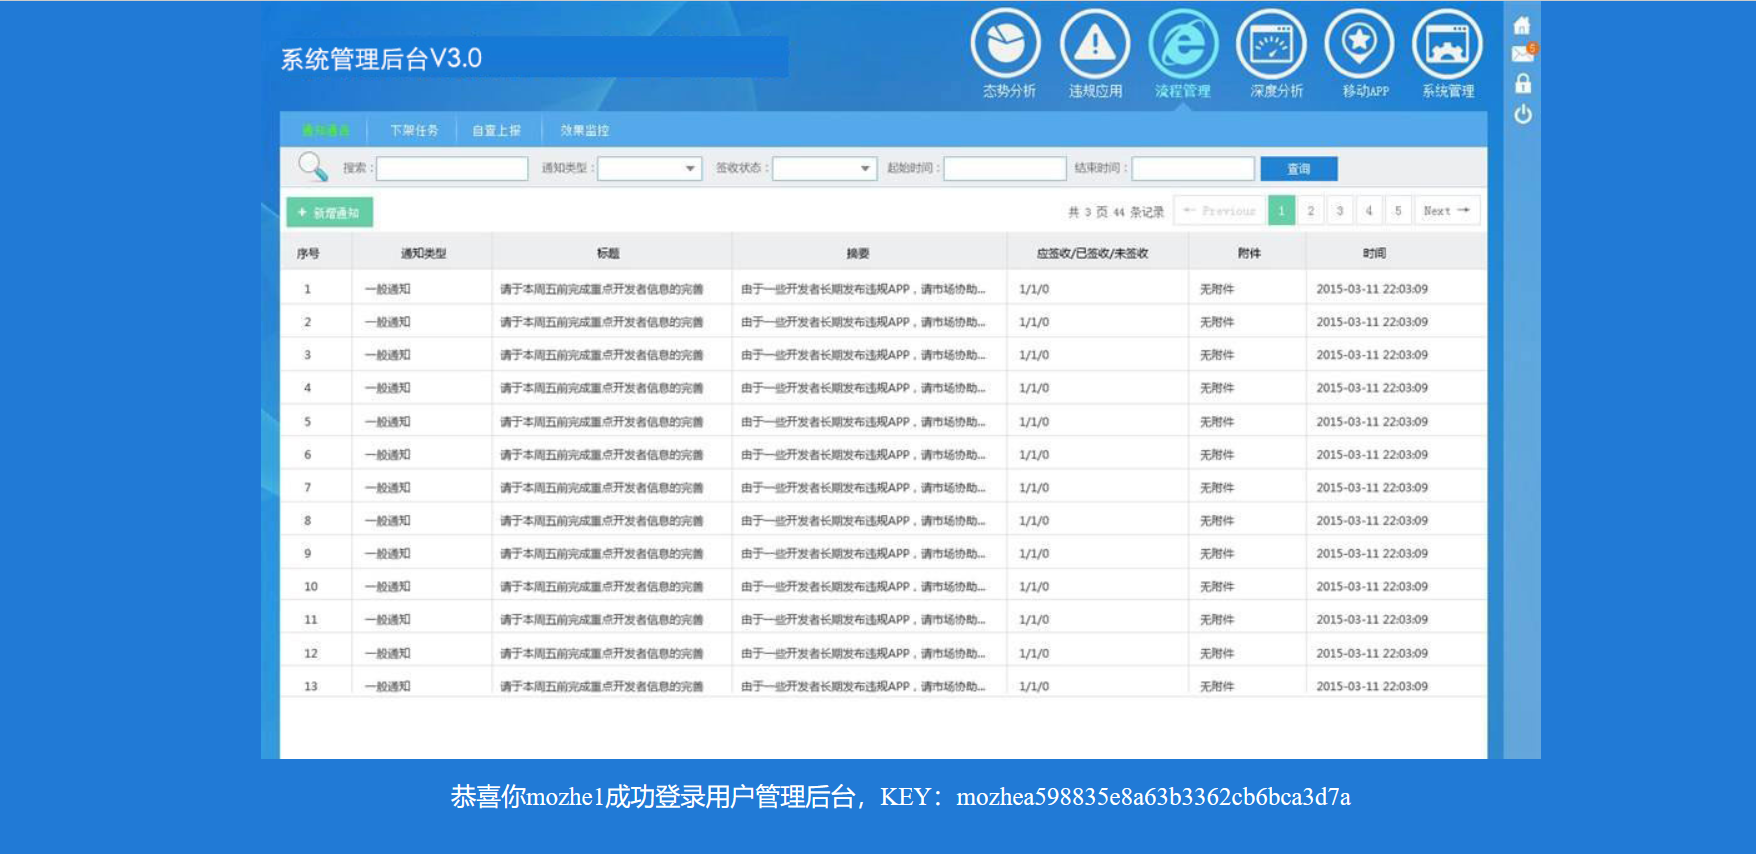 系统管理后台V3.0
态势分析 违规应用 流程管理 深度分析 移动APP 系统管理
5
通知通告 下架任务 自查上报 效果监控
搜索： 通知类型： 签收状态： 起始时间： 结束时间： 查询
+ 新增通知 共 3 页 44 条记录 ← Previous 1 2 3 4 5 Next →
序号 通知类型 标题 摘要 应签收/已签收/未签收 附件 时间
1 一般通知 请于本周五前完成重点开发者信息的完善 由于一些开发者长期发布违规APP，请市场协助... 1/1/0 无附件 2015-03-11 22:03:09
2 一般通知 请于本周五前完成重点开发者信息的完善 由于一些开发者长期发布违规APP，请市场协助... 1/1/0 无附件 2015-03-11 22:03:09
3 一般通知 请于本周五前完成重点开发者信息的完善 由于一些开发者长期发布违规APP，请市场协助... 1/1/0 无附件 2015-03-11 22:03:09
4 一般通知 请于本周五前完成重点开发者信息的完善 由于一些开发者长期发布违规APP，请市场协助... 1/1/0 无附件 2015-03-11 22:03:09
5 一般通知 请于本周五前完成重点开发者信息的完善 由于一些开发者长期发布违规APP，请市场协助... 1/1/0 无附件 2015-03-11 22:03:09
6 一般通知 请于本周五前完成重点开发者信息的完善 由于一些开发者长期发布违规APP，请市场协助... 1/1/0 无附件 2015-03-11 22:03:09
7 一般通知 请于本周五前完成重点开发者信息的完善 由于一些开发者长期发布违规APP，请市场协助... 1/1/0 无附件 2015-03-11 22:03:09
8 一般通知 请于本周五前完成重点开发者信息的完善 由于一些开发者长期发布违规APP，请市场协助... 1/1/0 无附件 2015-03-11 22:03:09
9 一般通知 请于本周五前完成重点开发者信息的完善 由于一些开发者长期发布违规APP，请市场协助... 1/1/0 无附件 2015-03-11 22:03:09
10 一般通知 请于本周五前完成重点开发者信息的完善 由于一些开发者长期发布违规APP，请市场协助... 1/1/0 无附件 2015-03-11 22:03:09
11 一般通知 请于本周五前完成重点开发者信息的完善 由于一些开发者长期发布违规APP，请市场协助... 1/1/0 无附件 2015-03-11 22:03:09
12 一般通知 请于本周五前完成重点开发者信息的完善 由于一些开发者长期发布违规APP，请市场协助... 1/1/0 无附件 2015-03-11 22:03:09
13 一般通知 请于本周五前完成重点开发者信息的完善 由于一些开发者长期发布违规APP，请市场协助... 1/1/0 无附件 2015-03-11 22:03:09
恭喜你mozhe1成功登录用户管理后台，KEY：mozhea598835e8a63b3362cb6bca3d7a